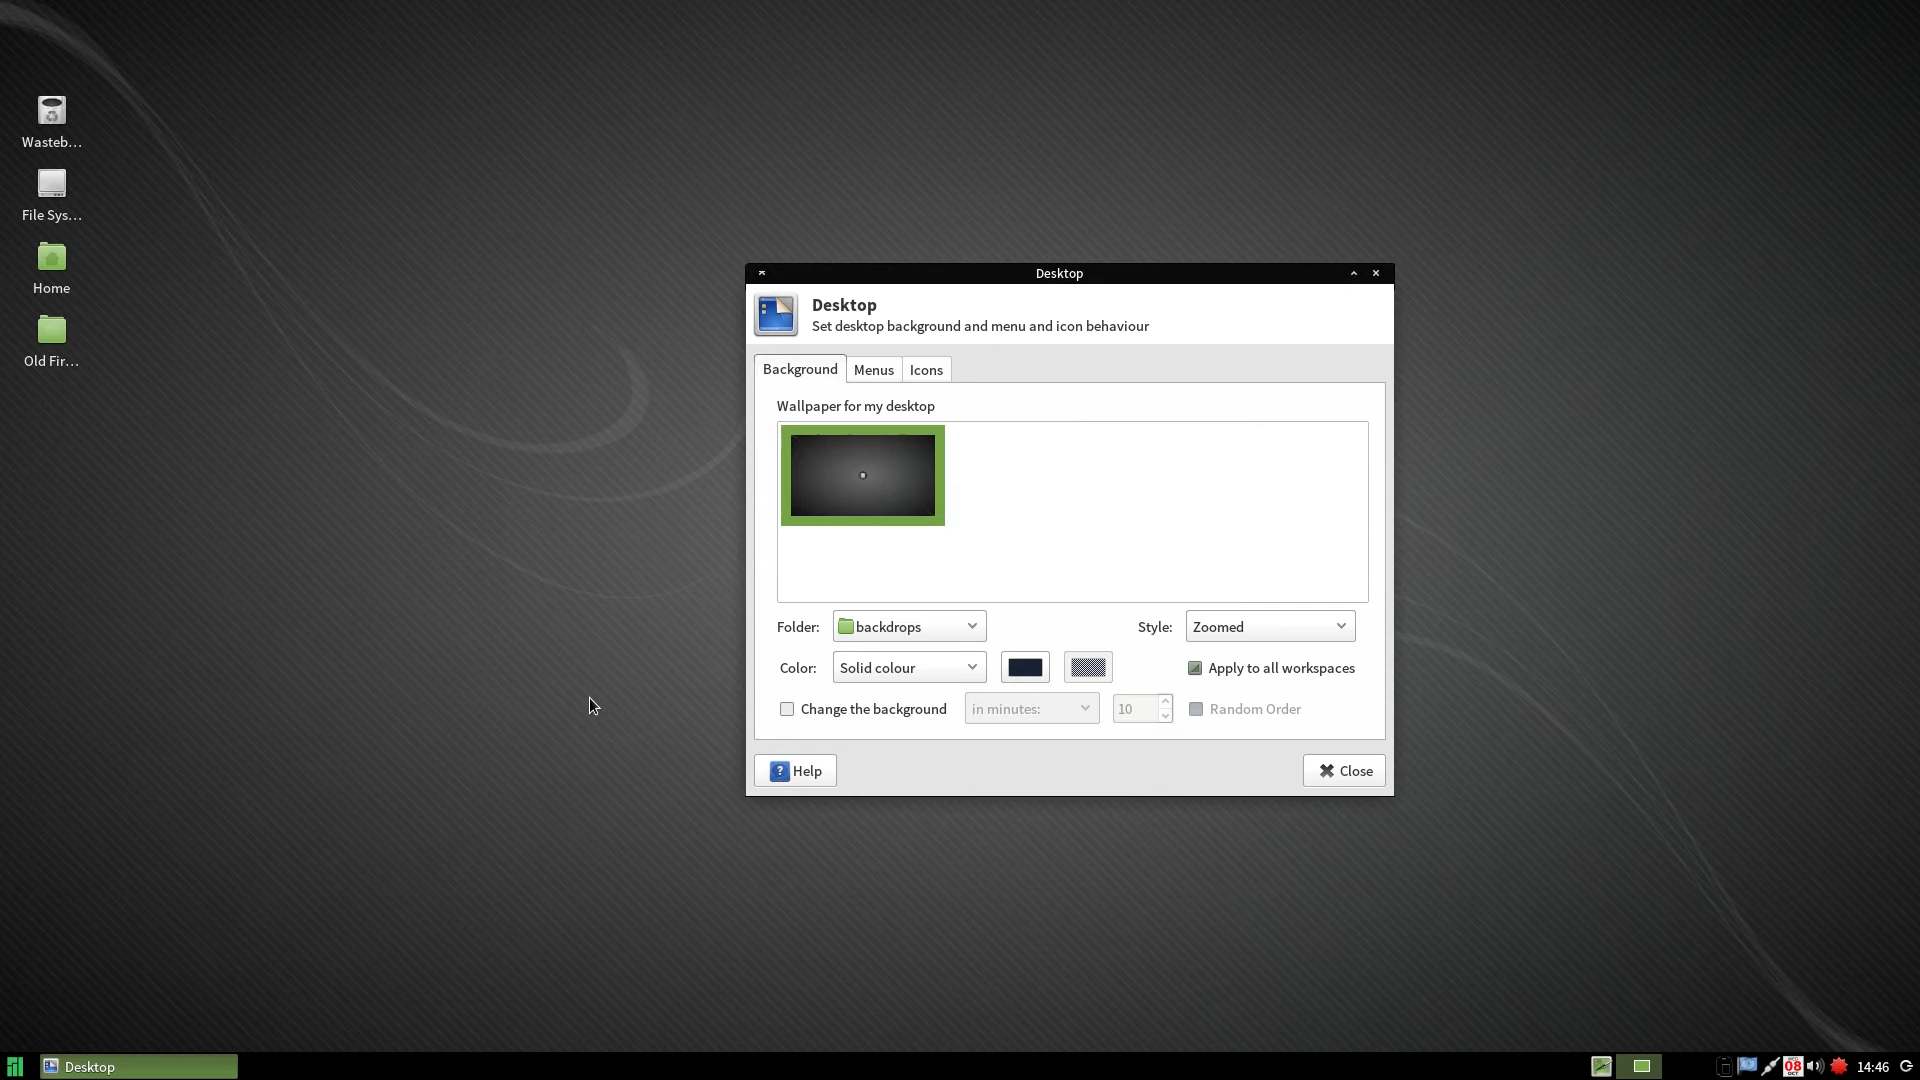 Wasteb...
File Sys...
Home
Old Fir...
Desktop
Desktop
Set desktop background and menu and icon behaviour
Background Menus Icons
Wallpaper for my desktop
Folder: backdrops Style: Zoomed
Color: Solid colour Apply to all workspaces
Change the background in minutes: 10 Random Order
? Help Close
Desktop
08
OCT
14:46